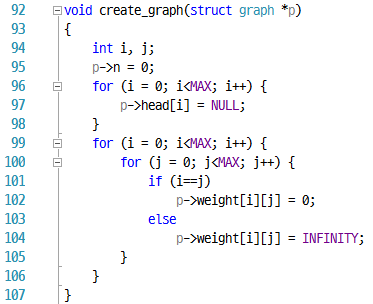 92 void create_graph(struct graph *p)
93 {
94     int i, j;
95     p->n = 0;
96     for (i = 0; i<MAX; i++) {
97         p->head[i] = NULL;
98     }
99     for (i = 0; i<MAX; i++) {
100         for (j = 0; j<MAX; j++) {
101             if (i==j)
102                 p->weight[i][j] = 0;
103             else
104                 p->weight[i][j] = INFINITY;
105         }
106     }
107 }